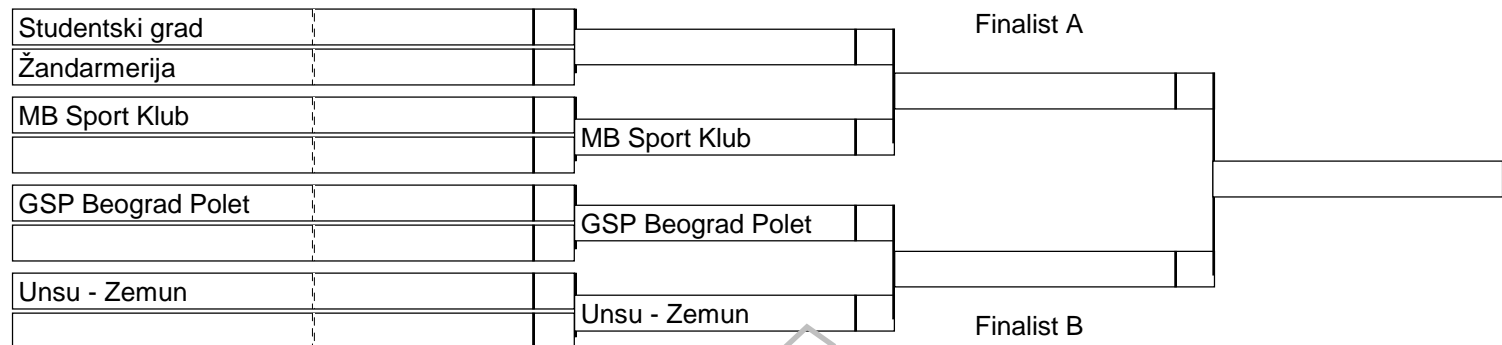 Studentski grad
Žandarmerija
MB Sport Klub
GSP Beograd Polet
Unsu - Zemun
MB Sport Klub
GSP Beograd Polet
Unsu - Zemun
Finalist A
Finalist B